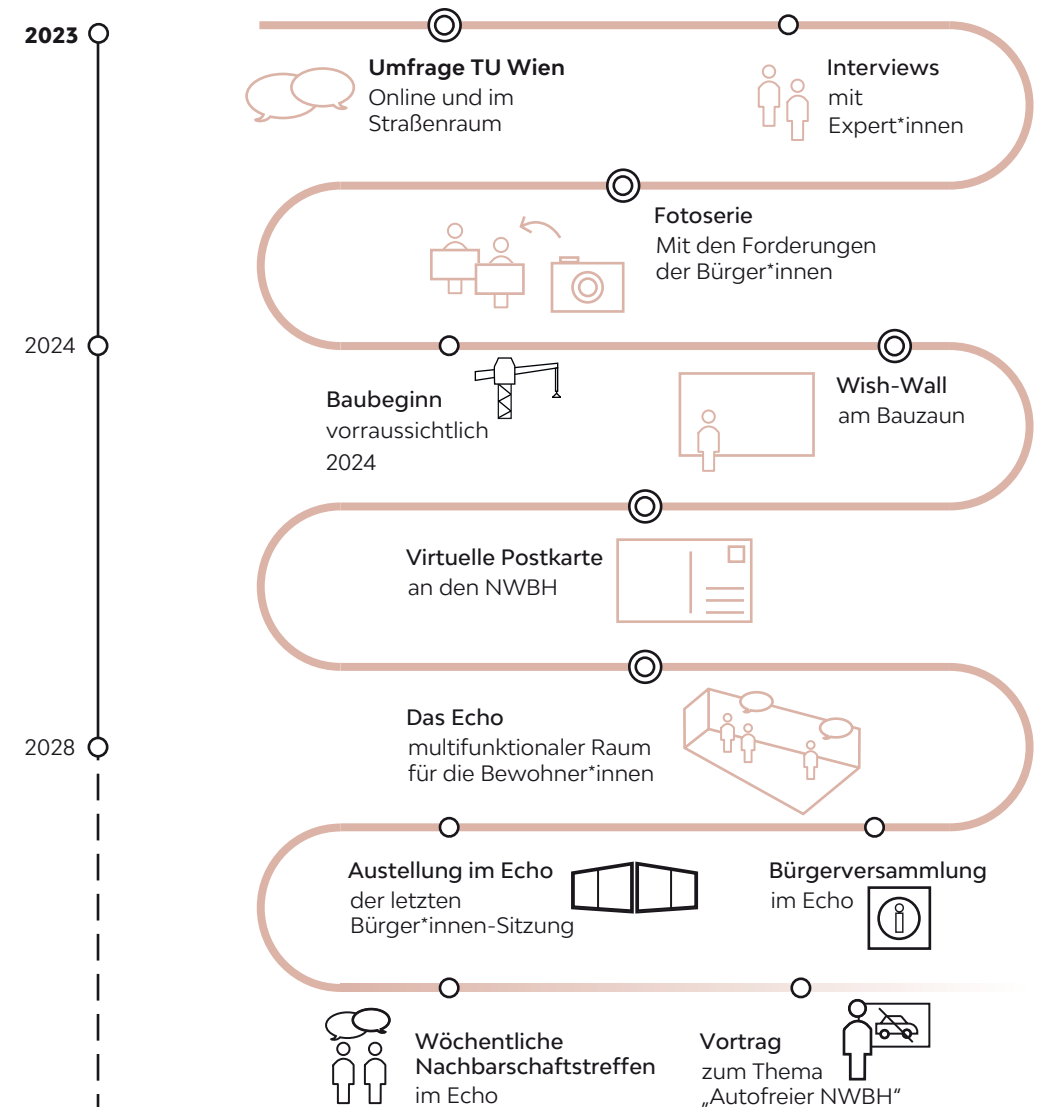 2023
Umfrage TU Wien
Online und im
Straßenraum
Interviews
mit
Expert*innen
Fotoserie
Mit den Forderungen
der Bürger*innen
2024
Baubeginn
vorraussichtlich
2024
Wish-Wall
am Bauzaun
Virtuelle Postkarte
an den NWBH
Das Echo
multifunktionaler Raum
für die Bewohner*innen
2028
Austellung im Echo
der letzten
Bürger*innen-Sitzung
Bürgerversammlung
im Echo
Wöchentliche
Nachbarschaftstreffen
im Echo
Vortrag
zum Thema
„Autofreier NWBH“